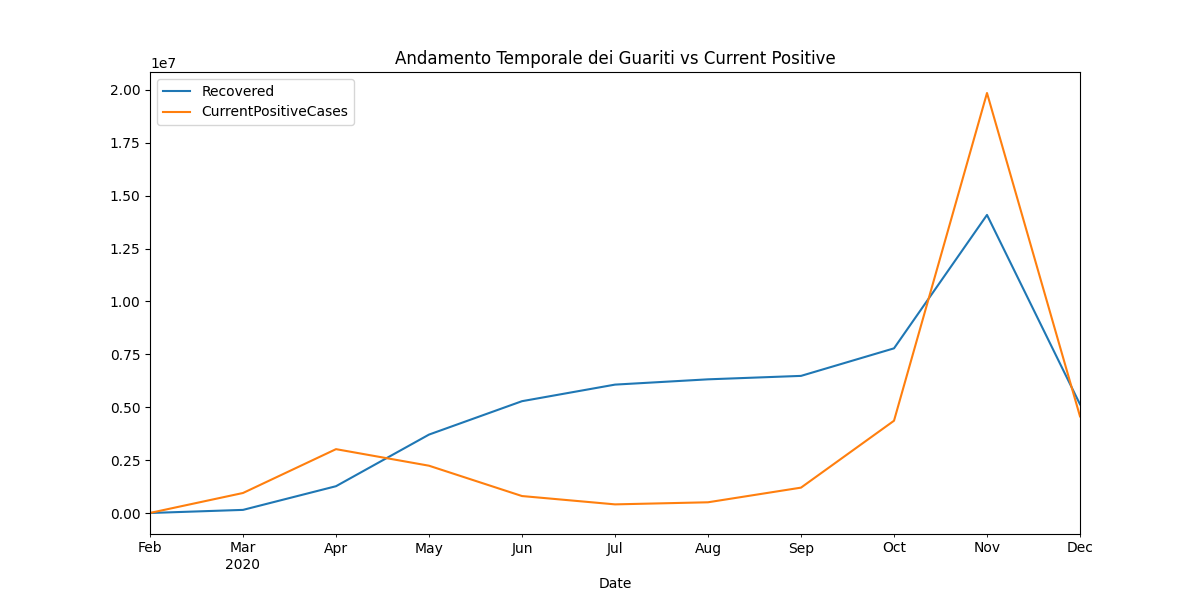 Andamento Temporale dei Guariti vs Current Positive
1e7
Recovered
CurrentPositiveCases
2.00
1.75
1.50
1.25
1.00
0.75
0.50
0.25
0.00
Feb Mar Apr May Jun Jul Aug Sep Oct Nov Dec
2020
Date